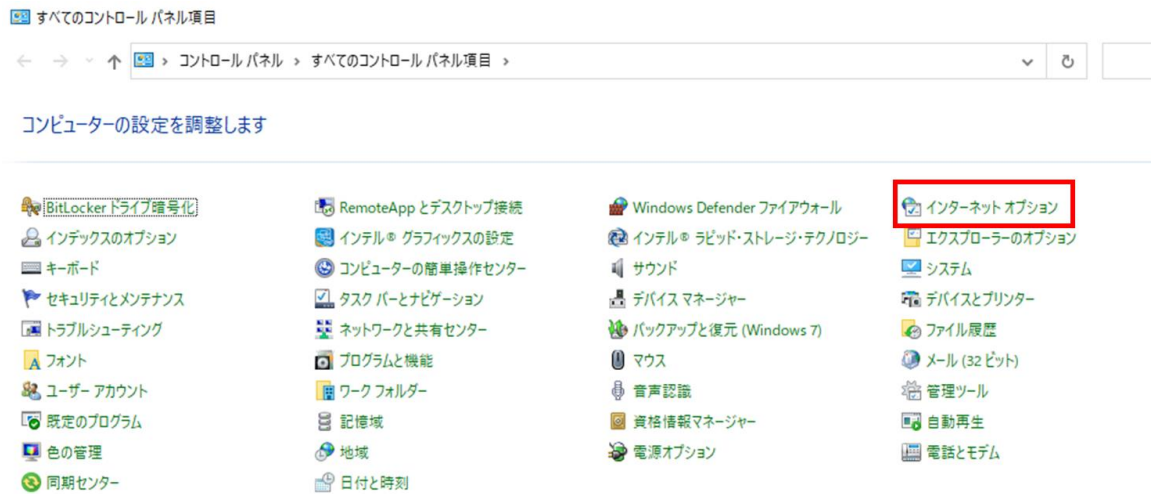 すべてのコントロール パネル項目
コントロール パネル › すべてのコントロール パネル項目 ›
コンピューターの設定を調整します
BitLocker ドライブ暗号化 RemoteApp とデスクトップ接続 Windows Defender ファイアウォール インターネット オプション
インデックスのオプション インテル® グラフィックスの設定 インテル® ラピッド・ストレージ・テクノロジー エクスプローラーのオプション
キーボード コンピューターの簡単操作センター サウンド システム
セキュリティとメンテナンス タスク バーとナビゲーション デバイス マネージャー デバイスとプリンター
トラブルシューティング ネットワークと共有センター バックアップと復元 (Windows 7) ファイル履歴
フォント プログラムと機能 マウス メール (32 ビット)
ユーザー アカウント ワーク フォルダー 音声認識 管理ツール
既定のプログラム 記憶域 資格情報マネージャー 自動再生
色の管理 地域 電源オプション 電話とモデム
同期センター 日付と時刻